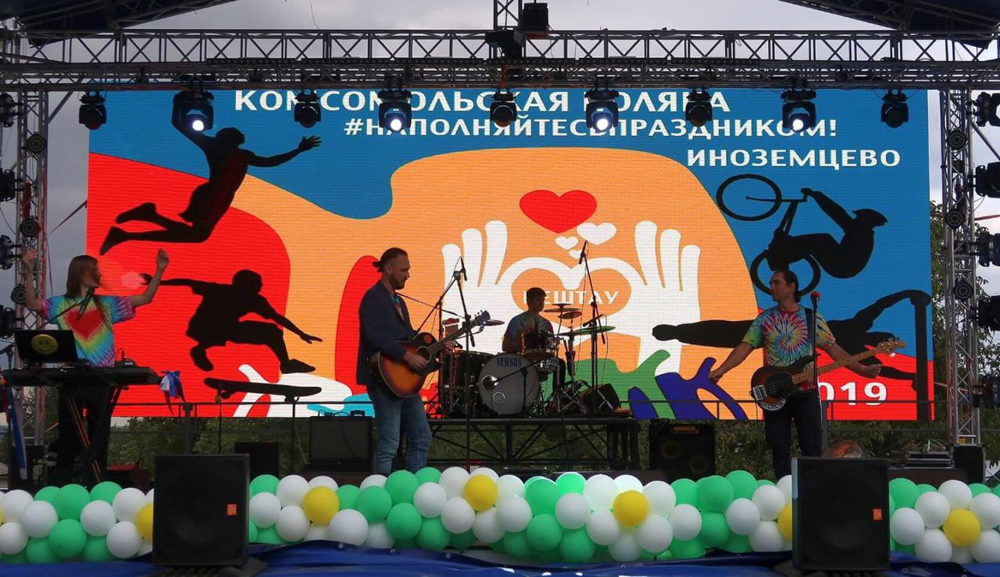 КОМСОМОЛЬСКАЯ ПОЛЯНА
#НАПОЛНЯЙТЕСЬПРАЗДНИКОМ!
ИНОЗЕМЦЕВО
БЕШТАУ
VERSUS
2019